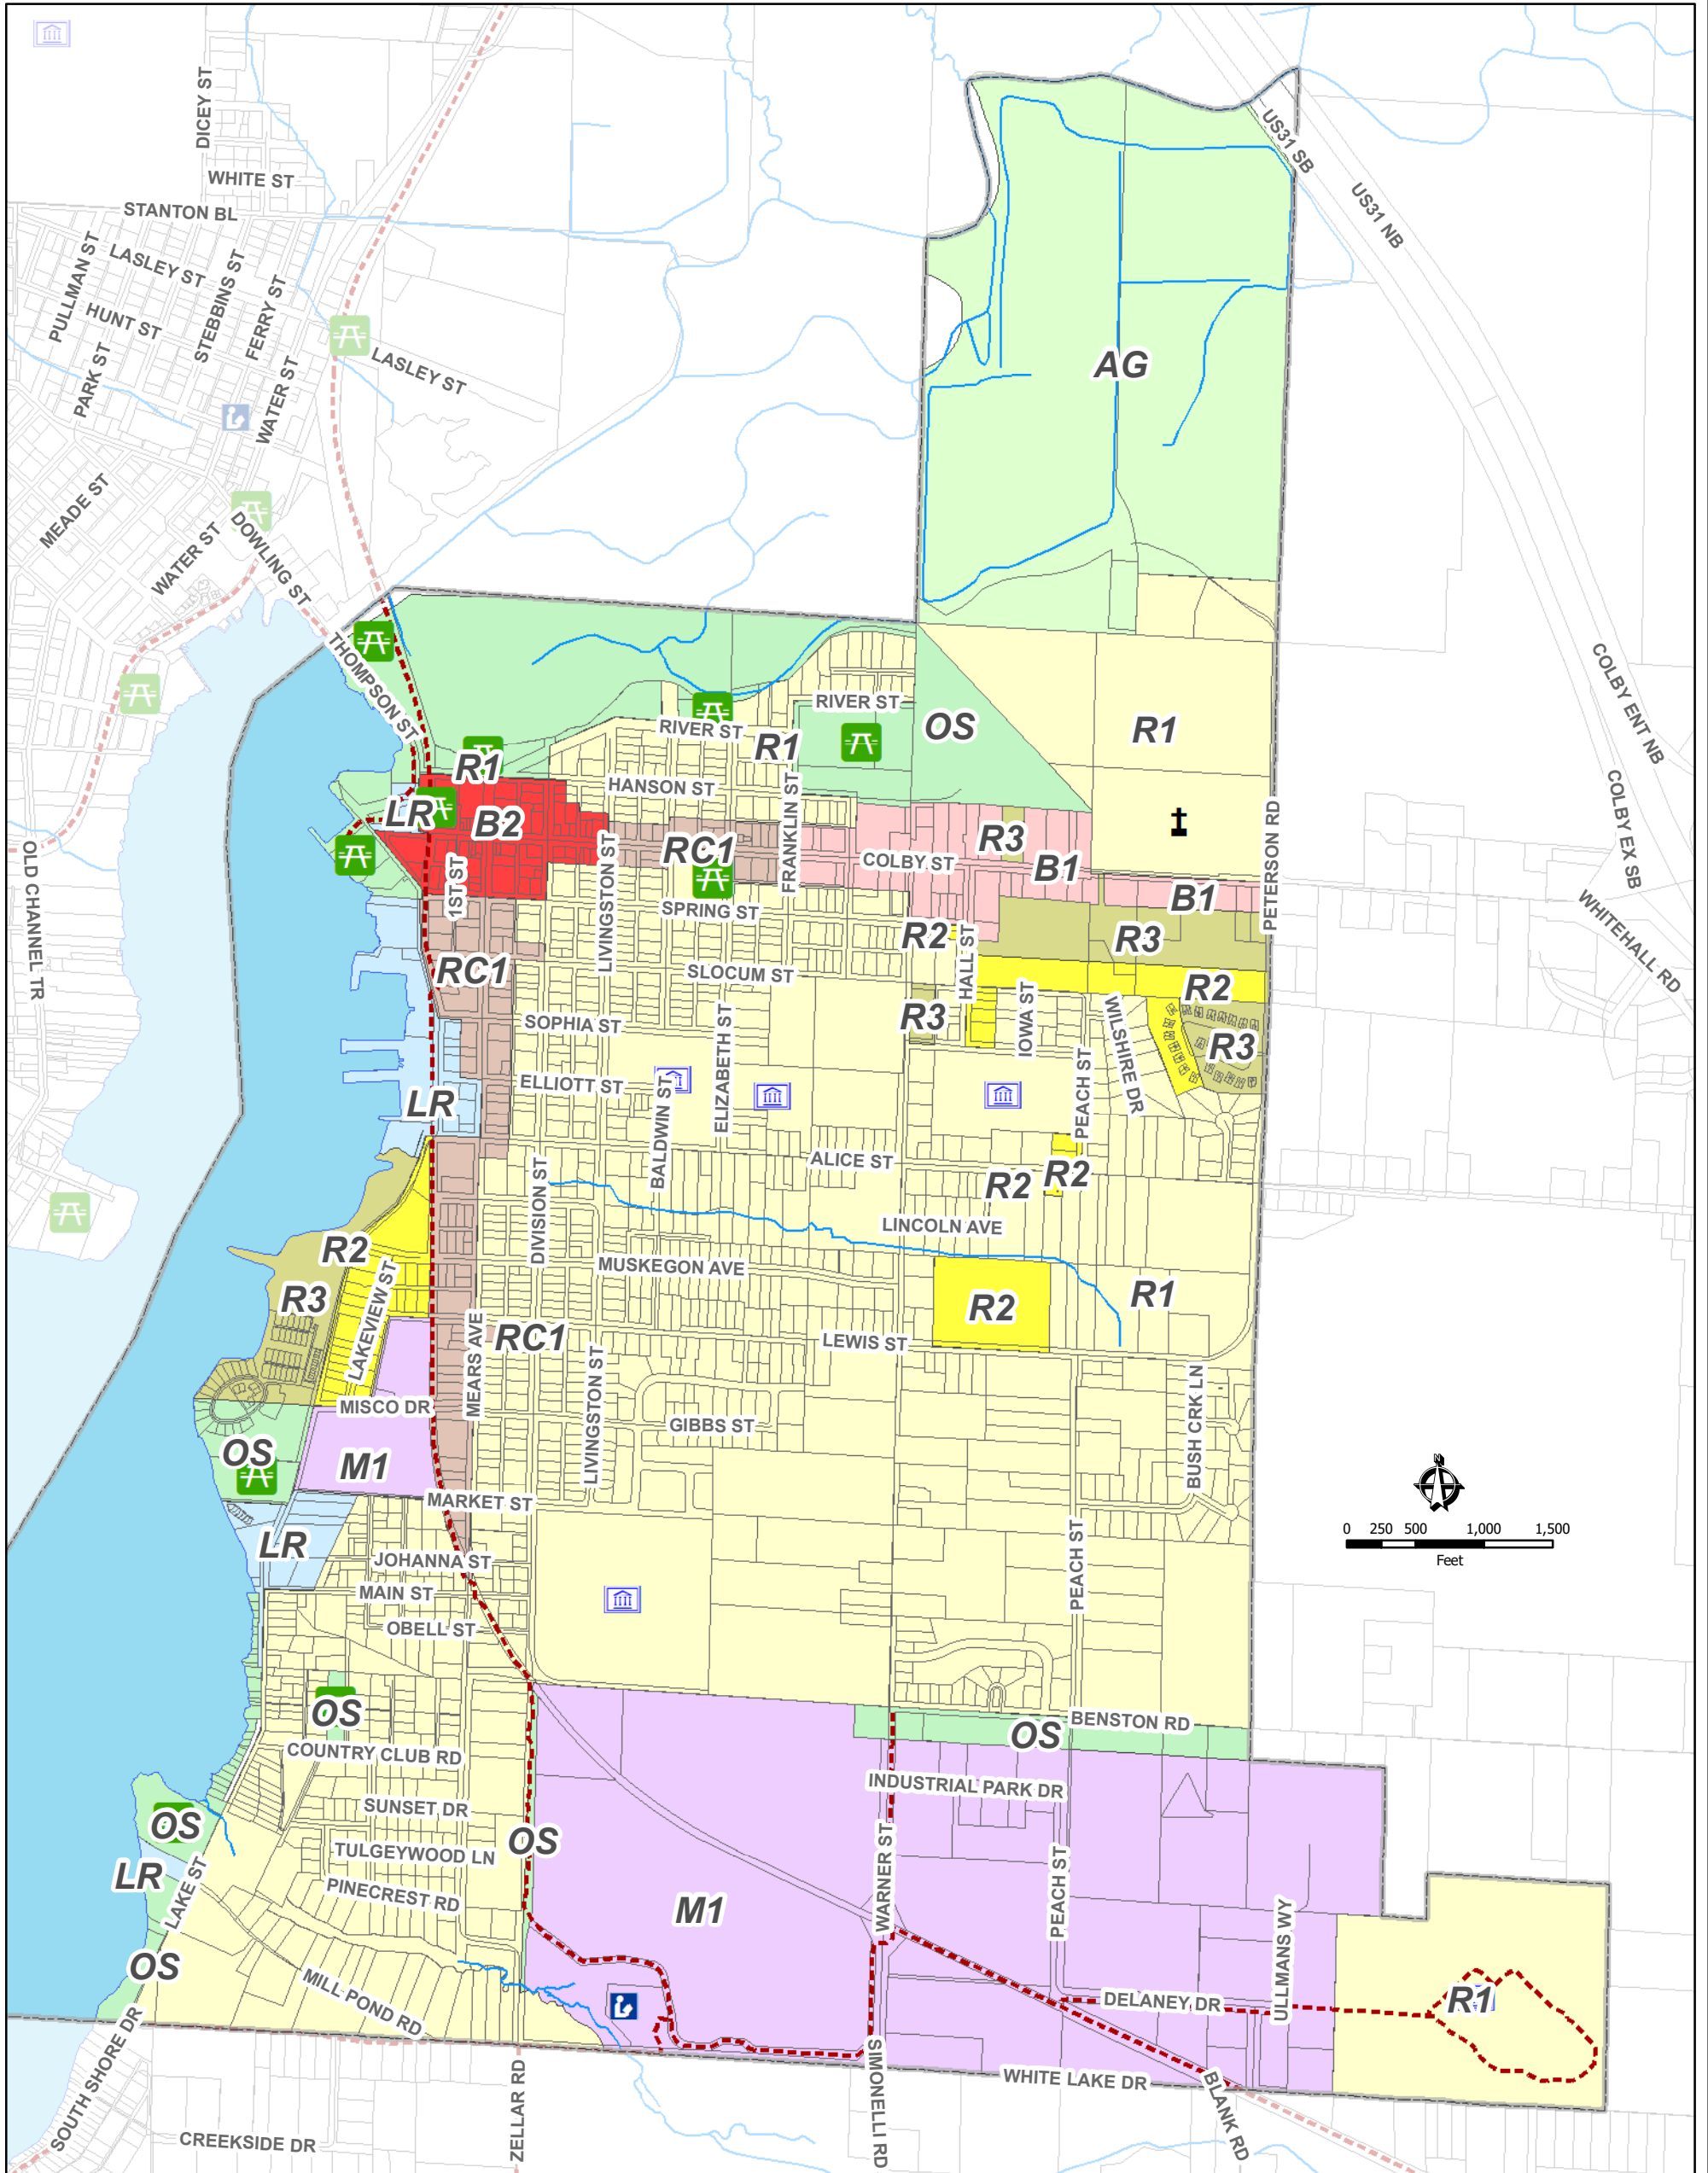 DICEY ST
WHITE ST
STANTON BL
LASLEY ST
PULLMAN ST
STEBBINS ST
FERRY ST
HUNT ST
PARK ST
WATER ST
LASLEY ST
MEADE ST
WATER ST
DOWLING ST
THOMPSON ST
OLD CHANNEL TR
US31 SB
US31 NB
AG
COLBY ENT NB
COLBY EX SB
WHITEHALL RD
PETERSON RD
RIVER ST
RIVER ST
OS
R1
R1
R1
HANSON ST
FRANKLIN ST
LR
B2
RC1
R3
B1
COLBY ST
B1
1ST ST
LIVINGSTON ST
SPRING ST
R2
HALL ST
R3
RC1
SLOCUM ST
R2
R3
IOWA ST
WILSHIRE DR
R3
SOPHIA ST
ELIZABETH ST
ELLIOTT ST
BALDWIN ST
PEACH ST
LR
ALICE ST
R2
R2
DIVISION ST
LINCOLN AVE
R2
LAKEVIEW ST
MUSKEGON AVE
R3
R2
R1
MEARS AVE
RC1
LEWIS ST
LIVINGSTON ST
BUSH CRK LN
MISCO DR
GIBBS ST
OS
M1
MARKET ST
N
0 250 500 1,000 1,500
Feet
LR
JOHANNA ST
MAIN ST
OBELL ST
PEACH ST
OS
COUNTRY CLUB RD
BENSTON RD
OS
INDUSTRIAL PARK DR
SUNSET DR
OS
OS
TULGEYWOOD LN
LR
LAKE ST
PINECREST RD
M1
WARNER ST
PEACH ST
ULLMANS WY
OS
MILL POND RD
DELANEY DR
R1
SOUTH SHORE DR
ZELLAR RD
SIMONELLI RD
WHITE LAKE DR
BLANK RD
CREEKSIDE DR